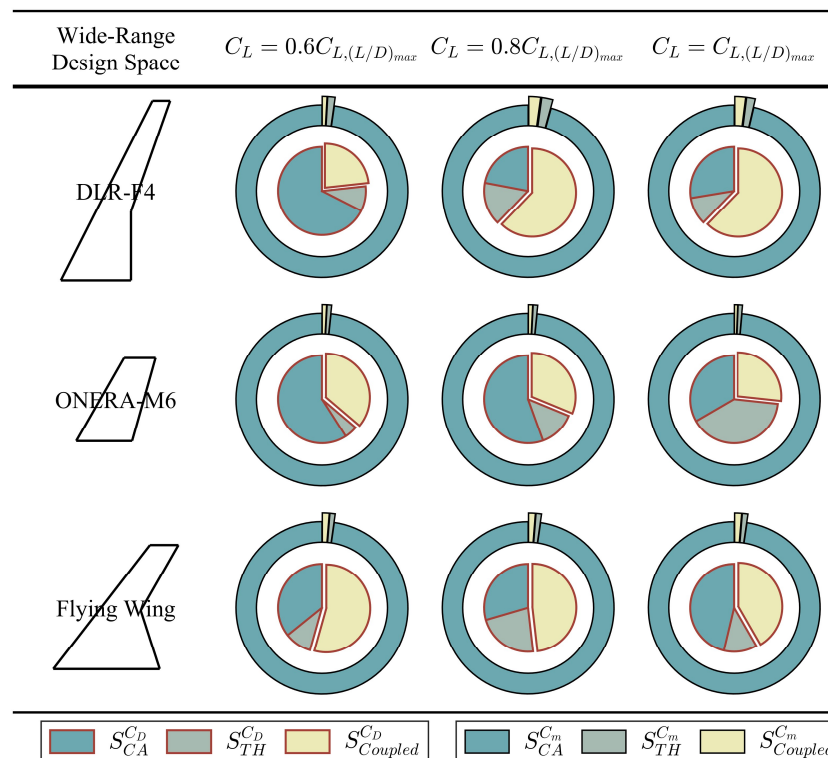 Wide-Range
Design Space
C_L = 0.6C_{L,(L/D)_{max}}
C_L = 0.8C_{L,(L/D)_{max}}
C_L = C_{L,(L/D)_{max}}
DLR-F4
ONERA-M6
Flying Wing
S_{CA}^{C_D} S_{TH}^{C_D} S_{Coupled}^{C_D} S_{CA}^{C_m} S_{TH}^{C_m} S_{Coupled}^{C_m}